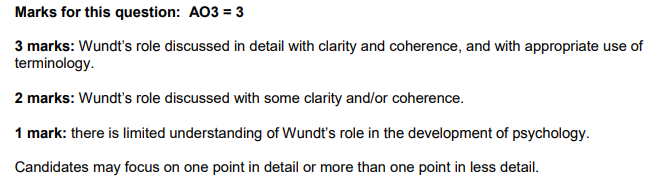 Marks for this question: AO3 = 3
3 marks: Wundt's role discussed in detail with clarity and coherence, and with appropriate use of
terminology.
2 marks: Wundt's role discussed with some clarity and/or coherence.
1 mark: there is limited understanding of Wundt's role in the development of psychology.
Candidates may focus on one point in detail or more than one point in less detail.